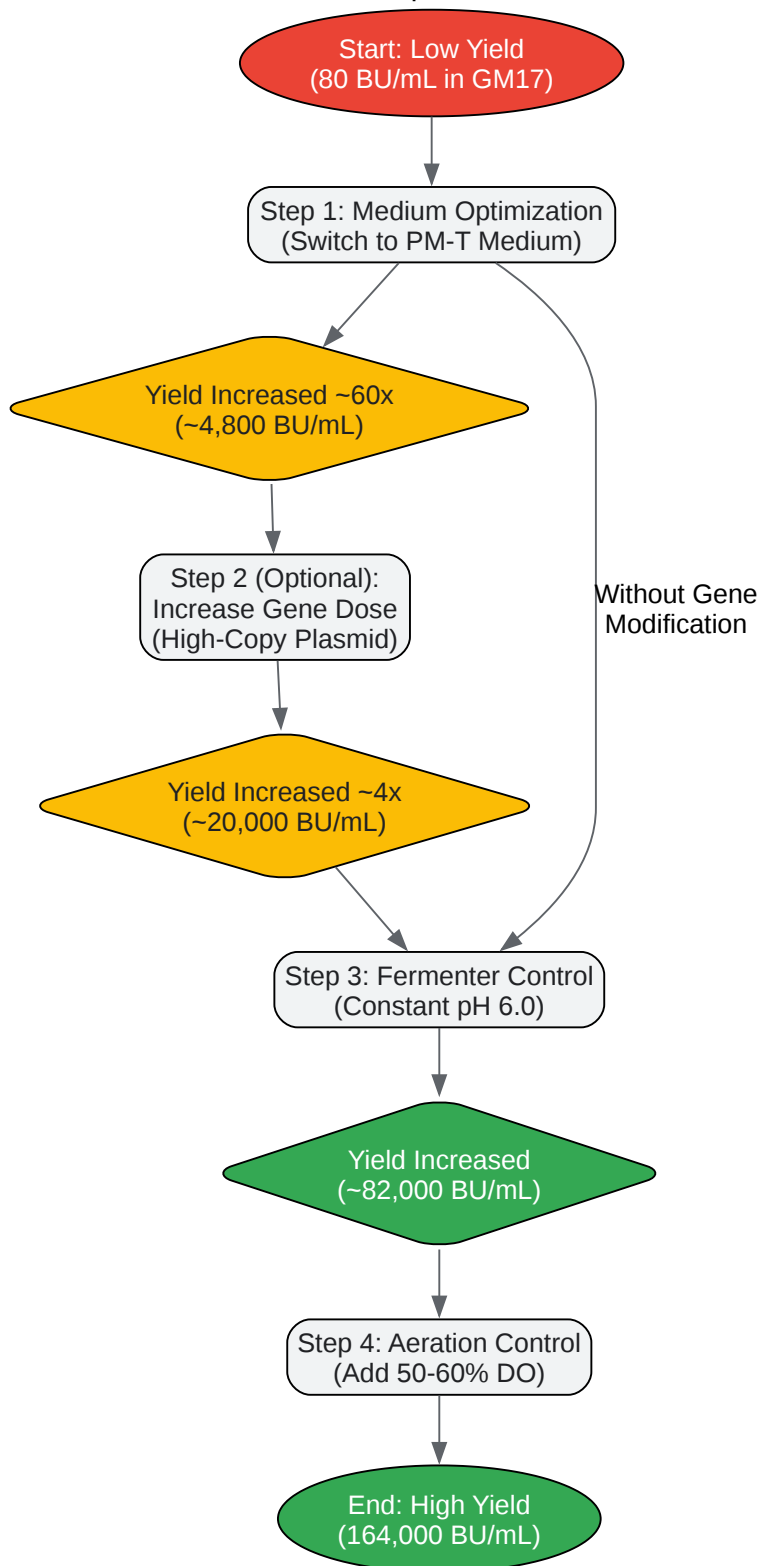 Start: Low Yield
(80 BU/mL in GM17)
Step 1: Medium Optimization
(Switch to PM-T Medium)
Yield Increased ~60x
(~4,800 BU/mL)
Step 2 (Optional):
Increase Gene Dose
(High-Copy Plasmid)
Without Gene
Modification
Yield Increased ~4x
(~20,000 BU/mL)
Step 3: Fermenter Control
(Constant pH 6.0)
Yield Increased
(~82,000 BU/mL)
Step 4: Aeration Control
(Add 50-60% DO)
End: High Yield
(164,000 BU/mL)